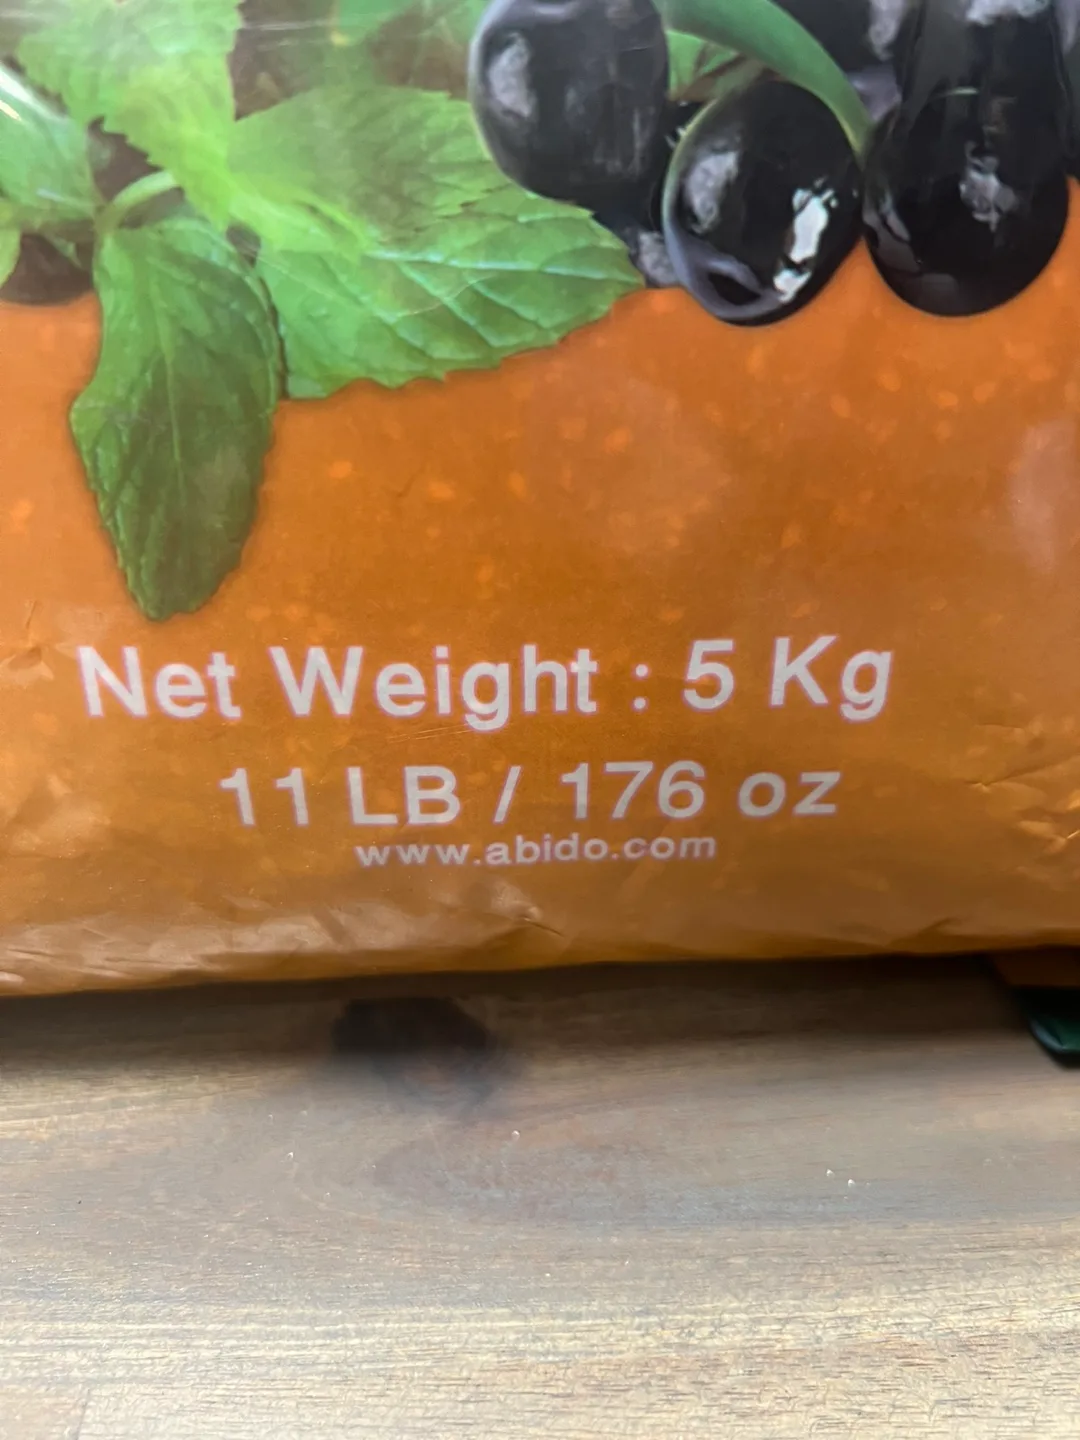 Net Weight : 5 Kg
11 LB / 176 oz
www.abido.com